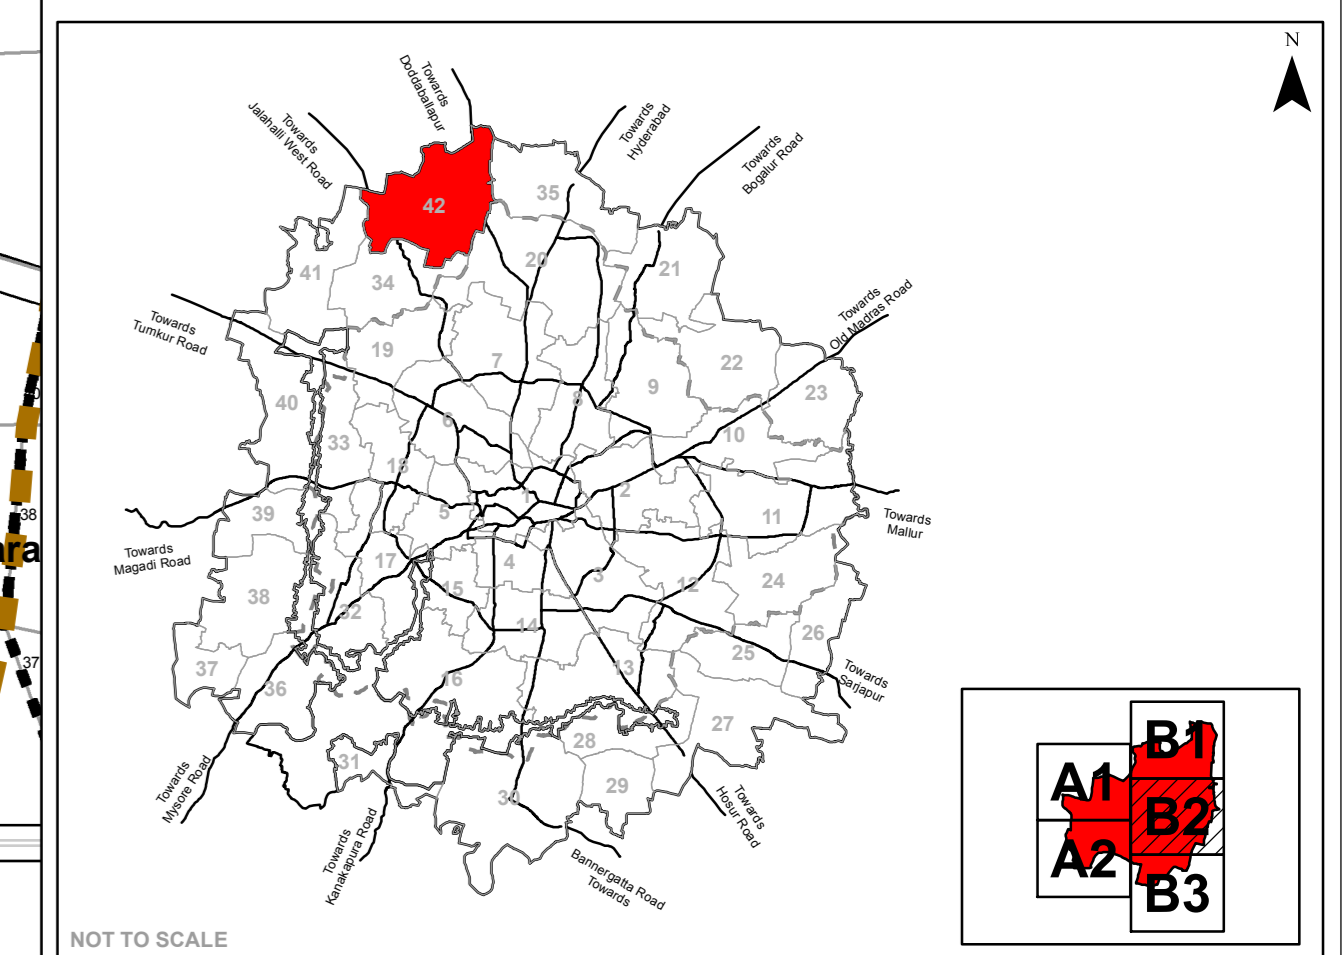 N
Towards
Doddaballapur
Towards
Jalahalli West Road
Towards
Hyderabad
Towards
Bogalur Road
42
35
20
21
41
34
Towards
Tumkur Road
Towards
Old Madras Road
19
7
22
9
8
23
40
33
6
10
18
1
2
5
39
11
Towards
Mallur
Towards
Magadi Road
17
4
3
15
12
24
38
32
14
26
25
13
37
36
16
Towards
Sarjapur
27
28
31
29
30
Towards
Mysore Road
Towards
Kanakapura Road
Towards
Hosur Road
Bannergatta Road
Towards
38
ara
37
B1
A1
B2
A2
B3
NOT TO SCALE